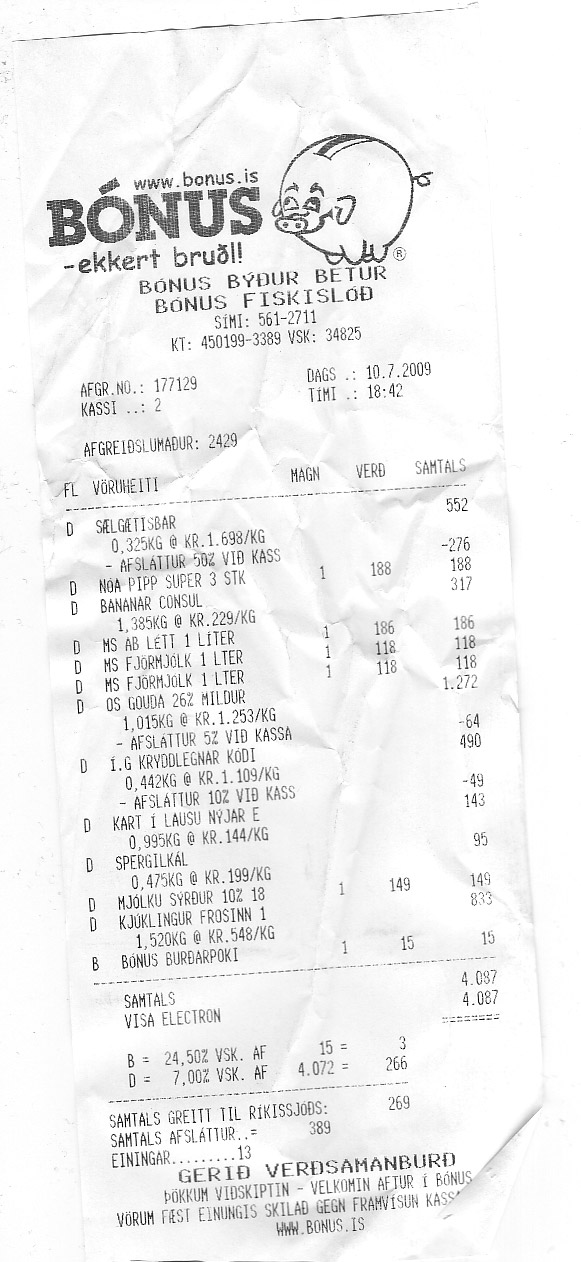 www.bonus.is
BÓNUS
-ekkert bruðl!
®
BÓNUS BÝÐUR BETUR
BÓNUS FISKISLÓÐ
SÍMI: 561-2711
KT: 450199-3389 VSK: 34825
AFGR.NO.: 177129 DAGS .: 10.7.2009
KASSI ..: 2 TÍMI .: 18:42
AFGREIÐSLUMAÐUR: 2429
FL VÖRUHEITI MAGN VERÐ SAMTALS
D SÆLGÆTISBAR 552
0,325KG @ KR.1.698/KG
- AFSLÁTTUR 50% VIÐ KASS -276
D NOA PIPP SUPER 3 STK 1 188 188
D BANANAR CONSUL 317
1,385KG @ KR.229/KG
D MS AB LÉTT 1 LÍTER 1 186 186
D MS FJÖRMJÓLK 1 LTER 1 118 118
D MS FJÖRMJÓLK 1 LTER 1 118 118
D OS GOUDA 26% MILDUR 1.272
1,015KG @ KR.1.253/KG
- AFSLÁTTUR 5% VIÐ KASSA -64
D Í.G KRYDDLEGNAR KÓDI 490
0,442KG @ KR.1.109/KG
- AFSLÁTTUR 10% VIÐ KASS -49
D KART Í LAUSU NÝJAR E 143
0,995KG @ KR.144/KG
D SPERGILKÁL 95
0,475KG @ KR.199/KG
D MJÓLKU SÝRÐUR 10% 18 1 149 149
D KJÚKLINGUR FROSINN 1 833
1,520KG @ KR.548/KG
B BÓNUS BURÐARPOKI 1 15 15
SAMTALS 4.087
VISA ELECTRON 4.087
========
B = 24,50% VSK. AF 15 = 3
D = 7,00% VSK. AF 4.072 = 266
SAMTALS GREITT TIL RÍKISSJÓÐS: 269
SAMTALS AFSLÁTTUR..= 389
EININGAR.........13
GERIÐ VERÐSAMANBURÐ
ÞÖKKUM VIÐSKIPTIN - VELKOMIN AFTUR Í BÓNUS
VÖRUM FÆST EINUNGIS SKILAÐ GEGN FRAMVÍSUN KASSA
WWW.BONUS.IS